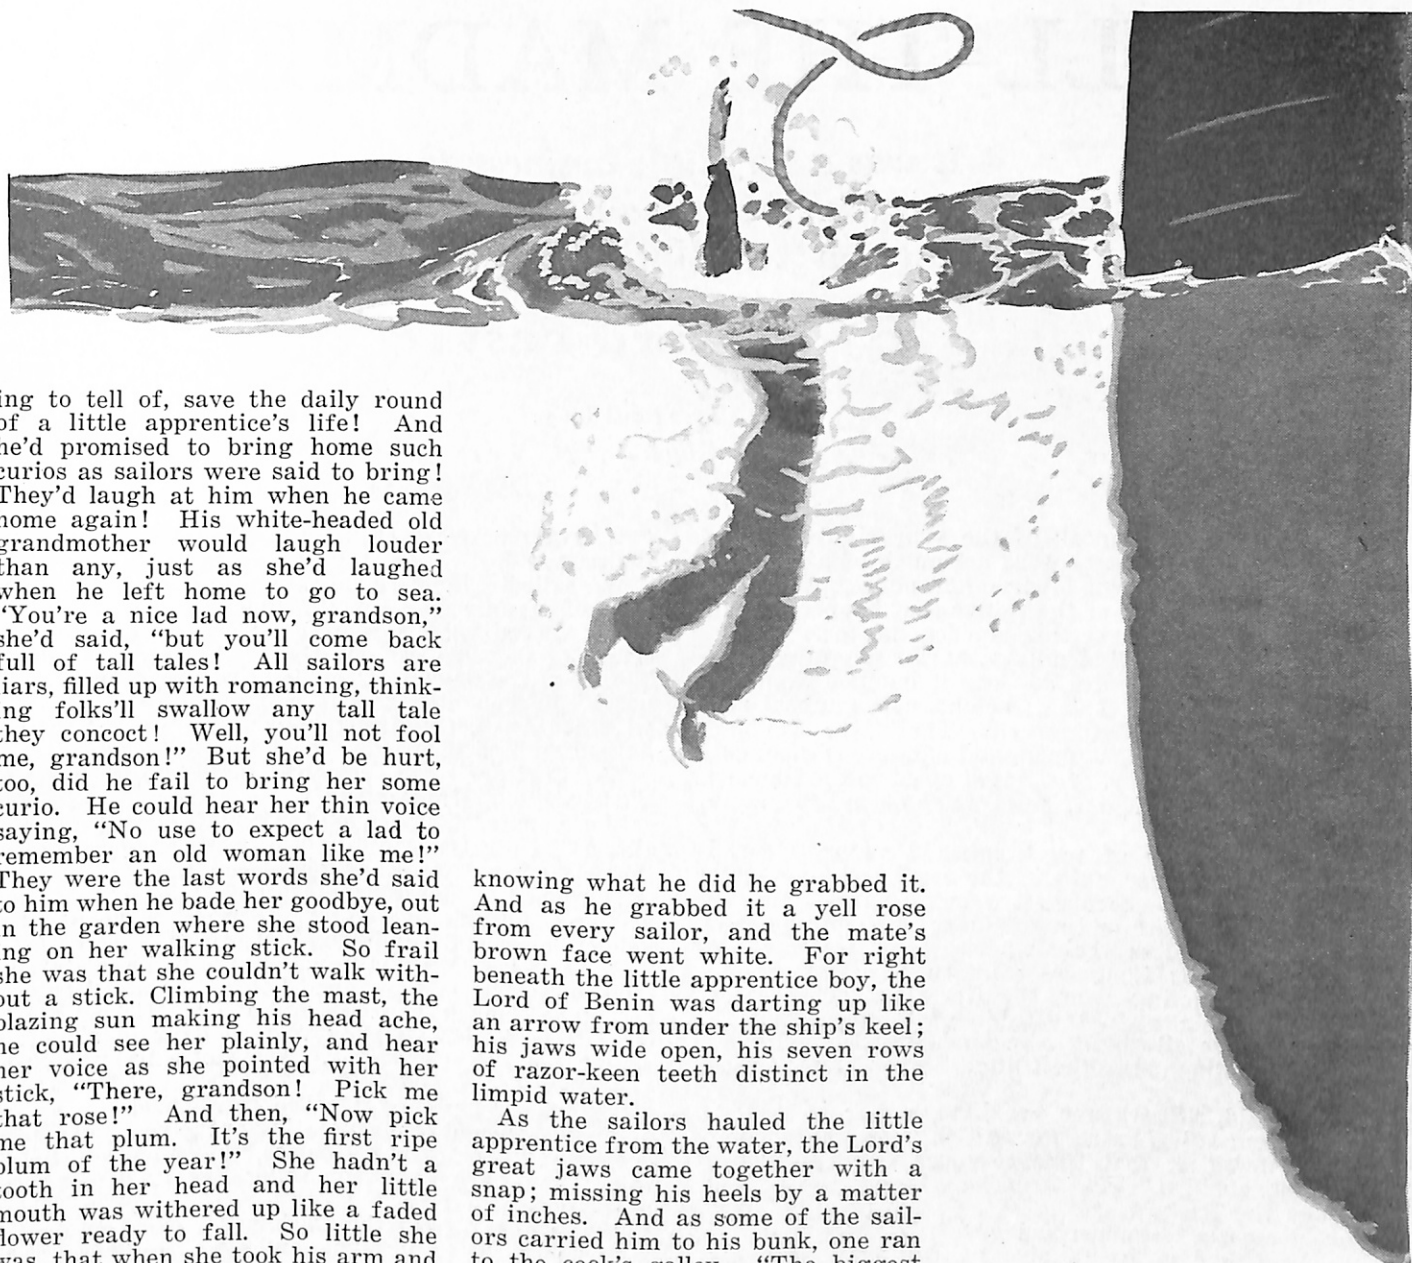 ing to tell of, save the daily round
of a little apprentice's life! And
he'd promised to bring home such
curios as sailors were said to bring!
They'd laugh at him when he came
home again! His white-headed old
grandmother would laugh louder
than any, just as she'd laughed
when he left home to go to sea.
“You're a nice lad now, grandson,”
she'd said, “but you'll come back
full of tall tales! All sailors are
liars, filled up with romancing, think-
ing folks'll swallow any tall tale
they concoct! Well, you'll not fool
me, grandson!” But she'd be hurt,
too, did he fail to bring her some
curio. He could hear her thin voice
saying, “No use to expect a lad to
remember an old woman like me!”
They were the last words she'd said
to him when he bade her goodbye, out
in the garden where she stood lean-
ing on her walking stick. So frail
she was that she couldn't walk with-
out a stick. Climbing the mast, the
blazing sun making his head ache,
he could see her plainly, and hear
her voice as she pointed with her
stick, “There, grandson! Pick me
that rose!” And then, “Now pick
me that plum. It's the first ripe
plum of the year!” She hadn't a
tooth in her head and her little
mouth was withered up like a faded
flower ready to fall. So little she
was, that when she took his arm and
knowing what he did he grabbed it.
And as he grabbed it a yell rose
from every sailor, and the mate's
brown face went white. For right
beneath the little apprentice boy, the
Lord of Benin was darting up like
an arrow from under the ship's keel;
his jaws wide open, his seven rows
of razor-keen teeth distinct in the
limpid water.
As the sailors hauled the little
apprentice from the water, the Lord's
great jaws came together with a
snap; missing his heels by a matter
of inches. And as some of the sail-
ors carried him to his bunk, one ran
to the cook's galley. “The biggest